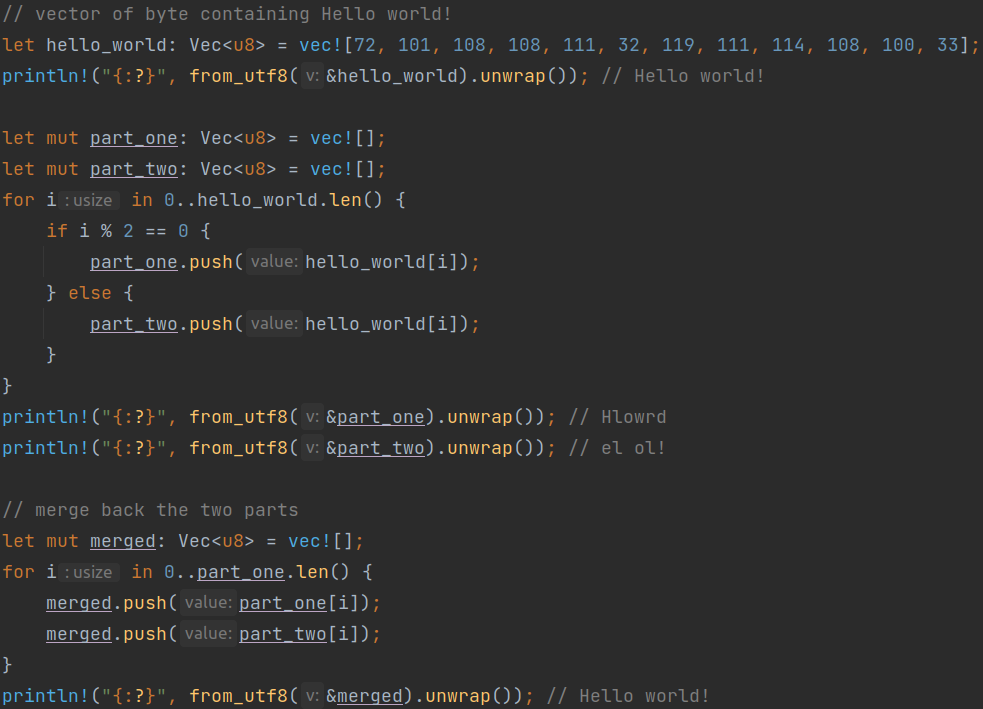 // vector of byte containing Hello world!
let hello_world: Vec<u8> = vec![72, 101, 108, 108, 111, 32, 119, 111, 114, 108, 100, 33];
println!("{:?}", from_utf8( v: &hello_world).unwrap()); // Hello world!
let mut part_one: Vec<u8> = vec![];
let mut part_two: Vec<u8> = vec![];
for i : usize in 0..hello_world.len() {
    if i % 2 == 0 {
        part_one.push( value: hello_world[i]);
    } else {
        part_two.push( value: hello_world[i]);
    }
}
println!("{:?}", from_utf8( v: &part_one).unwrap()); // Hlowrd
println!("{:?}", from_utf8( v: &part_two).unwrap()); // el ol!
// merge back the two parts
let mut merged: Vec<u8> = vec![];
for i : usize in 0..part_one.len() {
    merged.push( value: part_one[i]);
    merged.push( value: part_two[i]);
}
println!("{:?}", from_utf8( v: &merged).unwrap()); // Hello world!